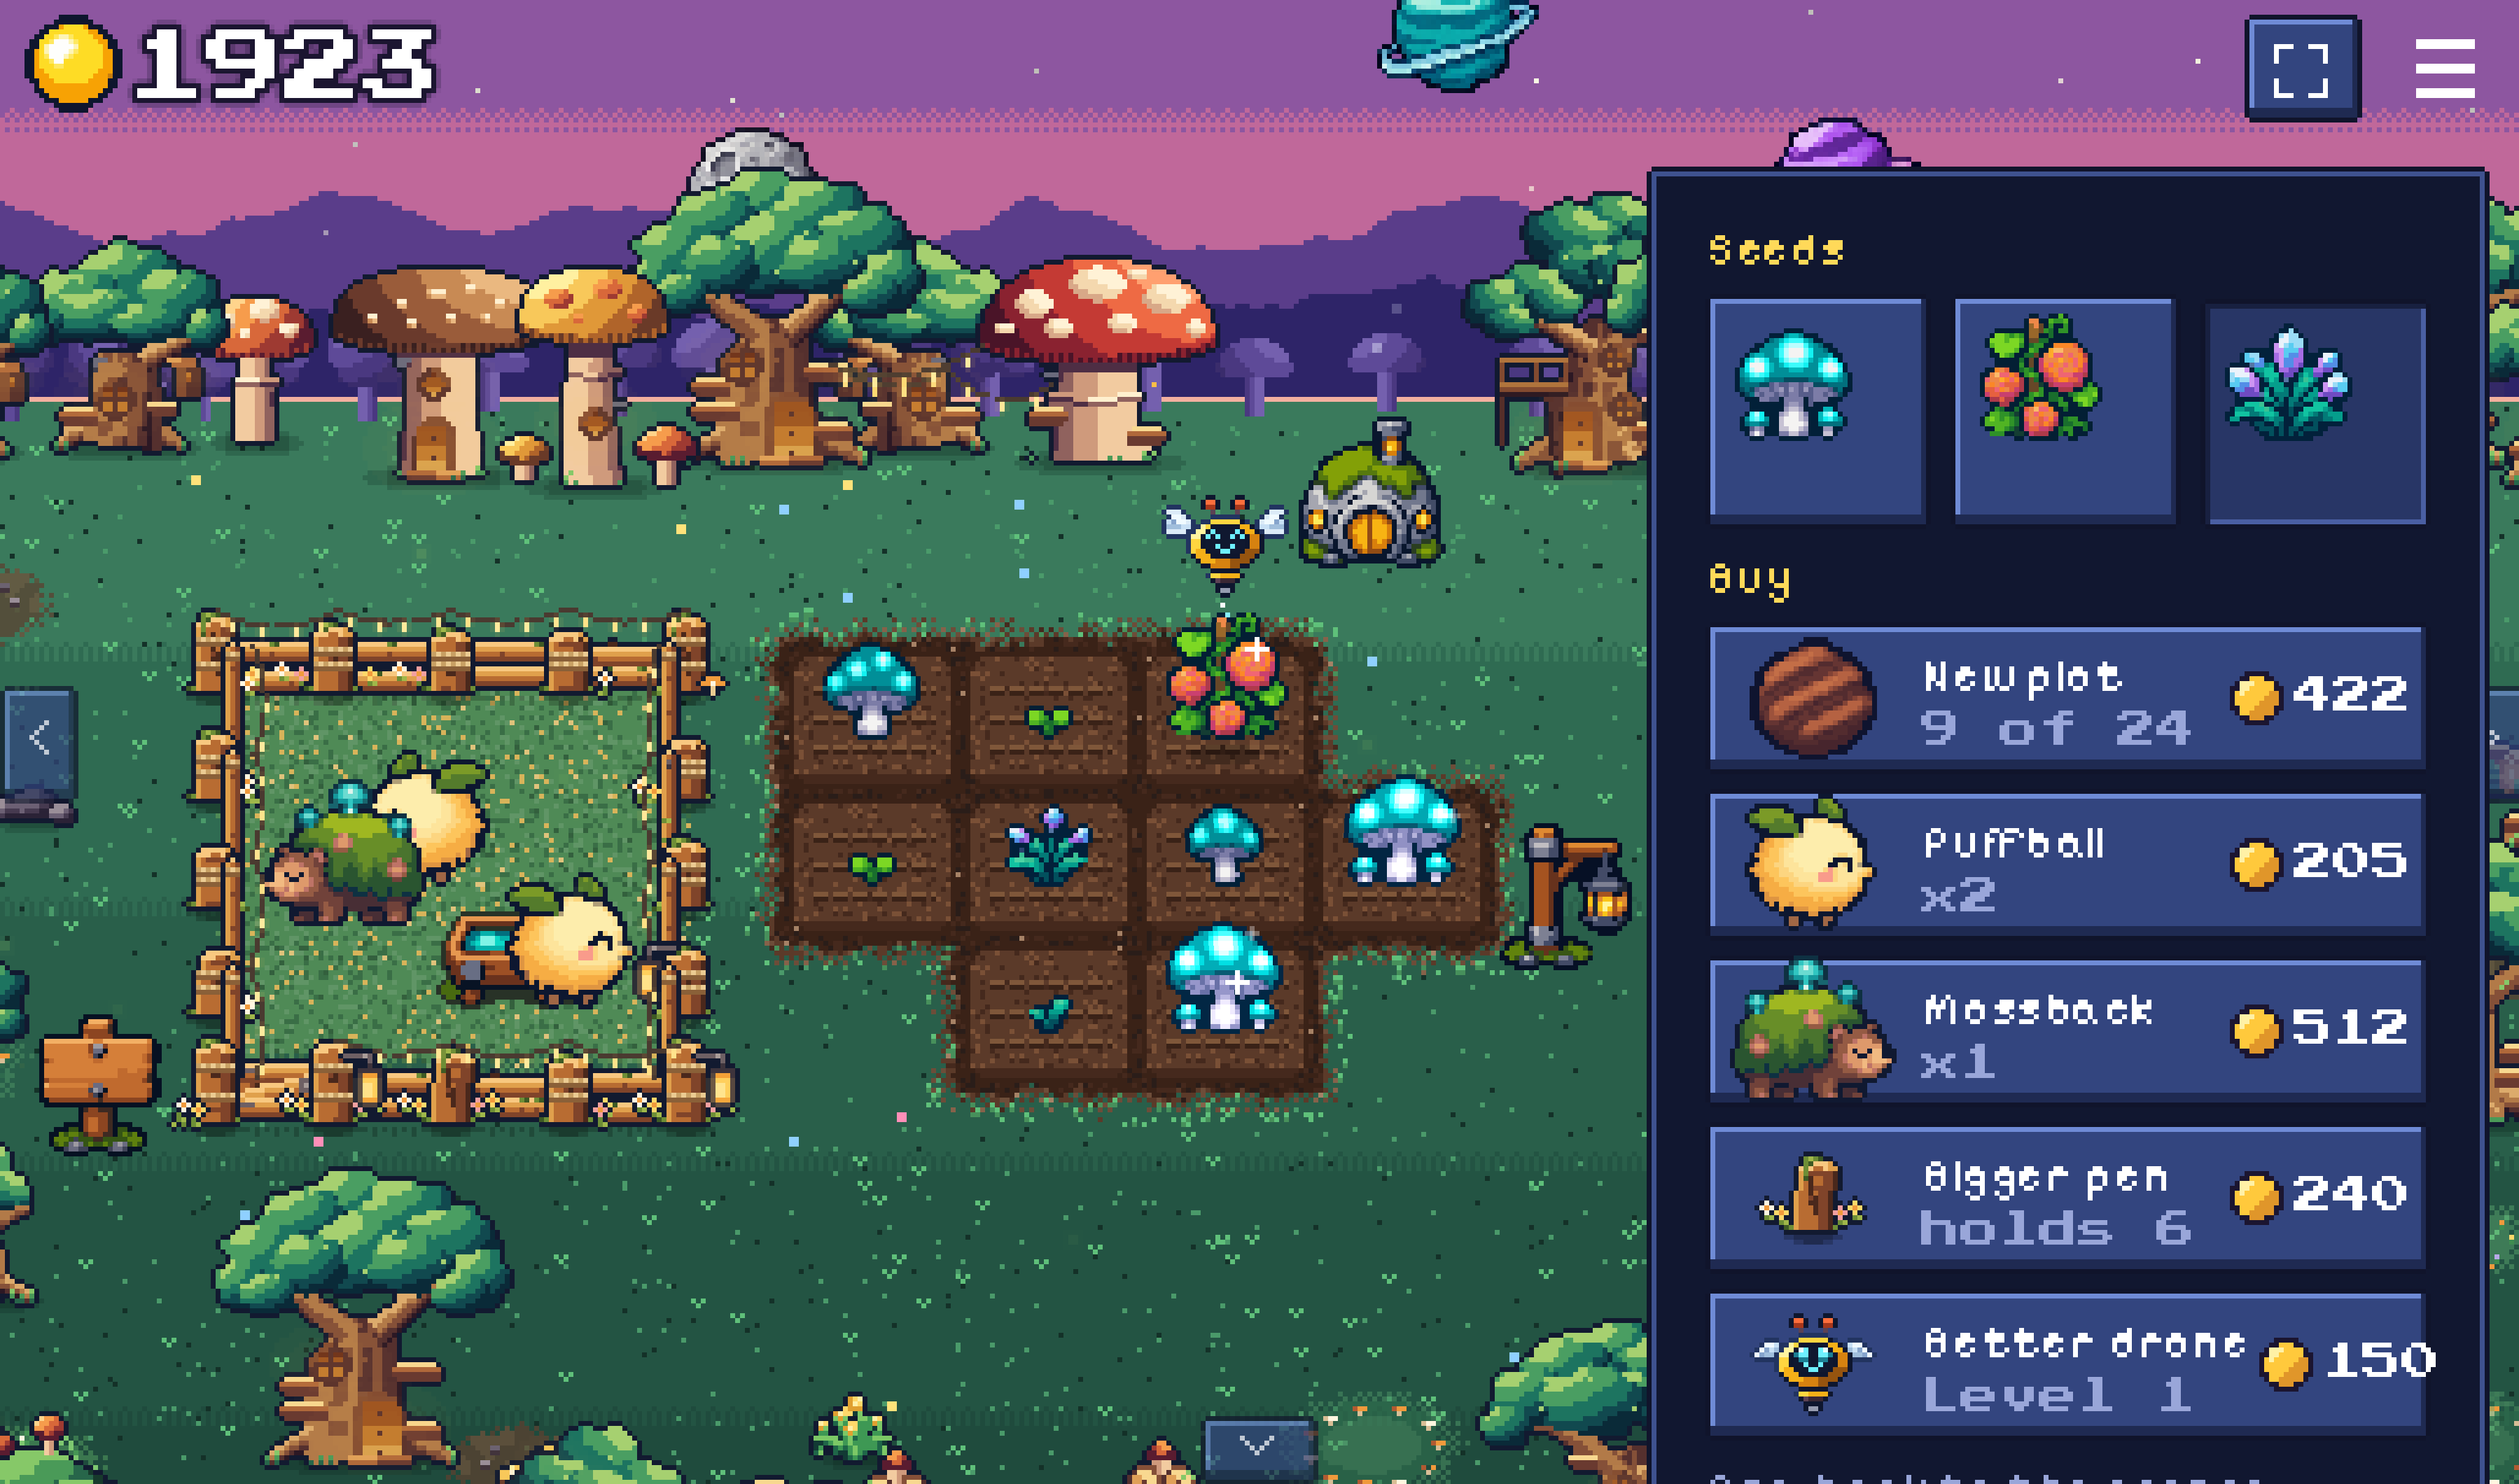 1923
Seeds
Buy
New plot
9 of 24
422
Puffball
x2
205
Mossback
x1
512
Bigger pen
holds 6
240
Better drone
Level 1
150